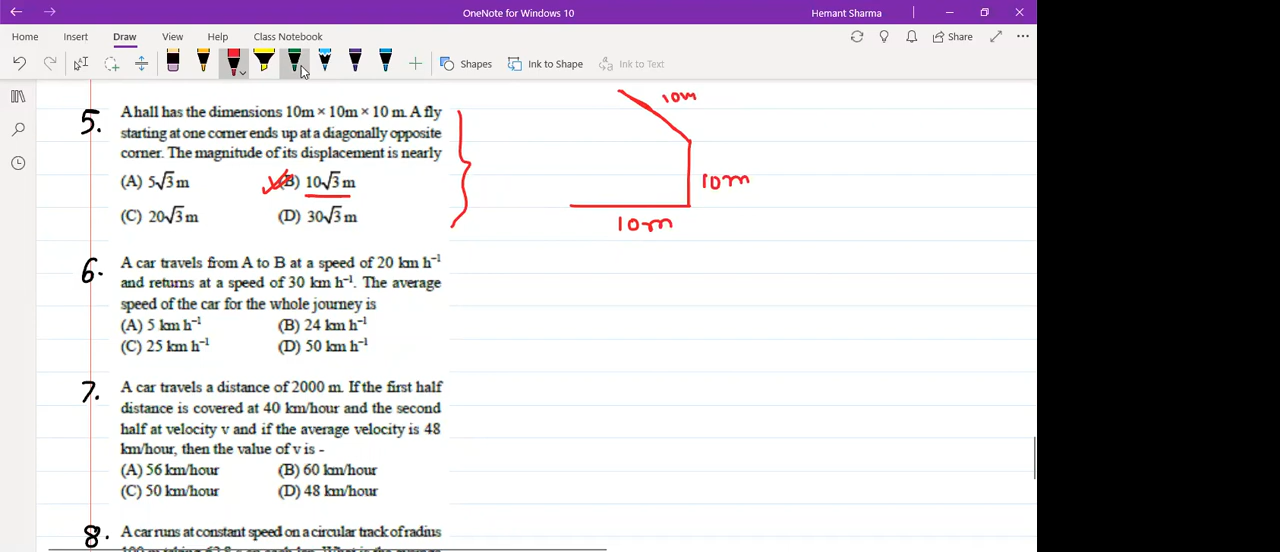 OneNote for Windows 10
Hemant Sharma
Home Insert Draw View Help Class Notebook
Share
Shapes Ink to Shape Ink to Text
5. A hall has the dimensions 10m × 10m × 10 m. A fly
starting at one corner ends up at a diagonally opposite
corner. The magnitude of its displacement is nearly
(A) 5√3 m (B) 10√3 m
(C) 20√3 m (D) 30√3 m
10m
10m
10m
6. A car travels from A to B at a speed of 20 km h⁻¹
and returns at a speed of 30 km h⁻¹. The average
speed of the car for the whole journey is
(A) 5 km h⁻¹ (B) 24 km h⁻¹
(C) 25 km h⁻¹ (D) 50 km h⁻¹
7. A car travels a distance of 2000 m. If the first half
distance is covered at 40 km/hour and the second
half at velocity v and if the average velocity is 48
km/hour, then the value of v is -
(A) 56 km/hour (B) 60 km/hour
(C) 50 km/hour (D) 48 km/hour
8. A car runs at constant speed on a circular track of radius